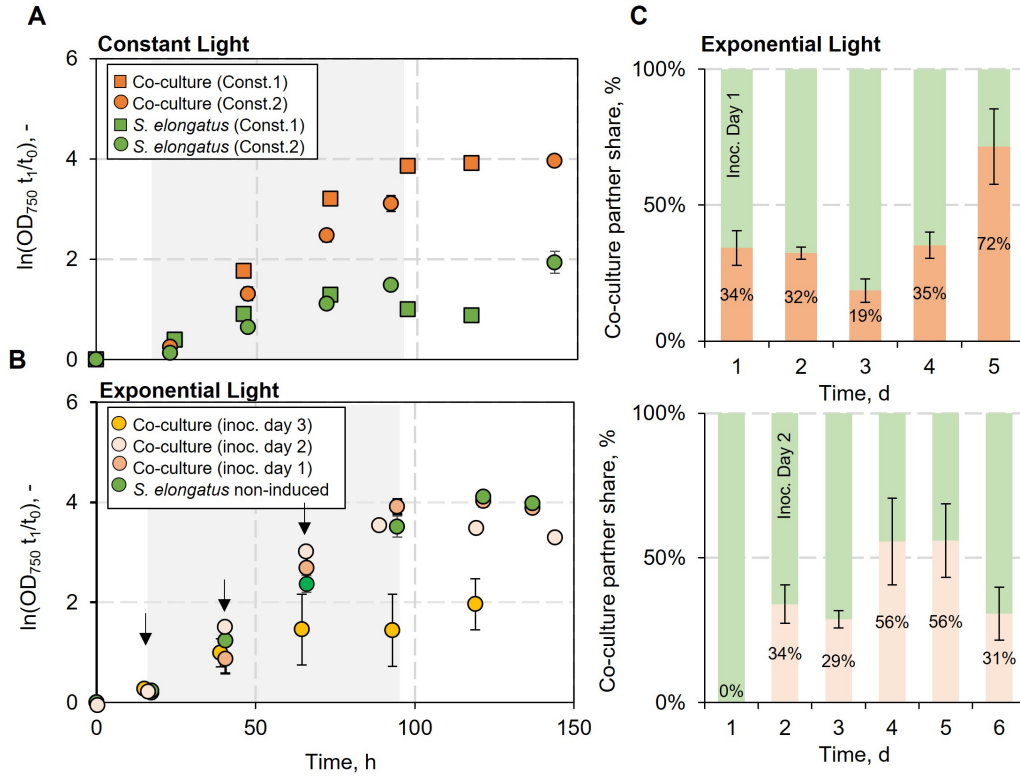 A
Constant Light
6
4
2
0
ln(OD750 t1/t0), -
Co-culture (Const.1)
Co-culture (Const.2)
S. elongatus (Const.1)
S. elongatus (Const.2)
B
Exponential Light
6
4
2
0
ln(OD750 t1/t0), -
Co-culture (inoc. day 3)
Co-culture (inoc. day 2)
Co-culture (inoc. day 1)
S. elongatus non-induced
0
50
100
150
Time, h
C
Exponential Light
100%
50%
0%
Co-culture partner share, %
Inoc. Day 1
34%
32%
19%
35%
72%
1
2
3
4
5
Time, d
100%
50%
0%
Co-culture partner share, %
Inoc. Day 2
0%
34%
29%
56%
56%
31%
1
2
3
4
5
6
Time, d